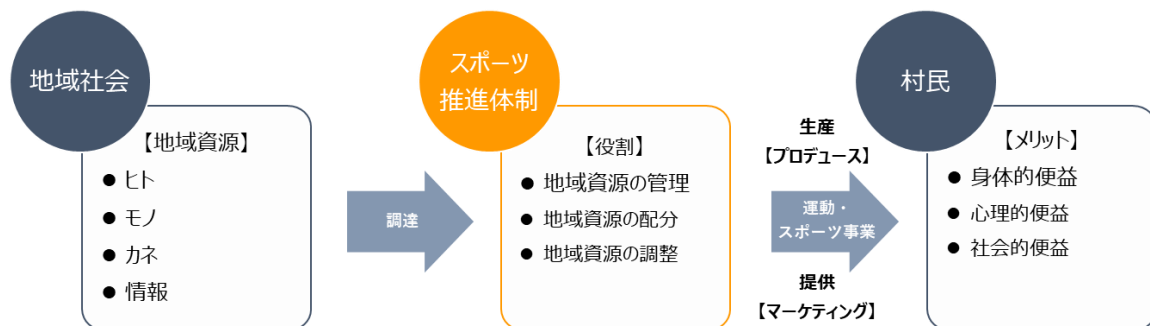 地域社会
【地域資源】
● ヒト
● モノ
● カネ
● 情報
調達
スポーツ
推進体制
【役割】
● 地域資源の管理
● 地域資源の配分
● 地域資源の調整
生産
【プロデュース】
運動・
スポーツ事業
提供
【マーケティング】
村民
【メリット】
● 身体的便益
● 心理的便益
● 社会的便益